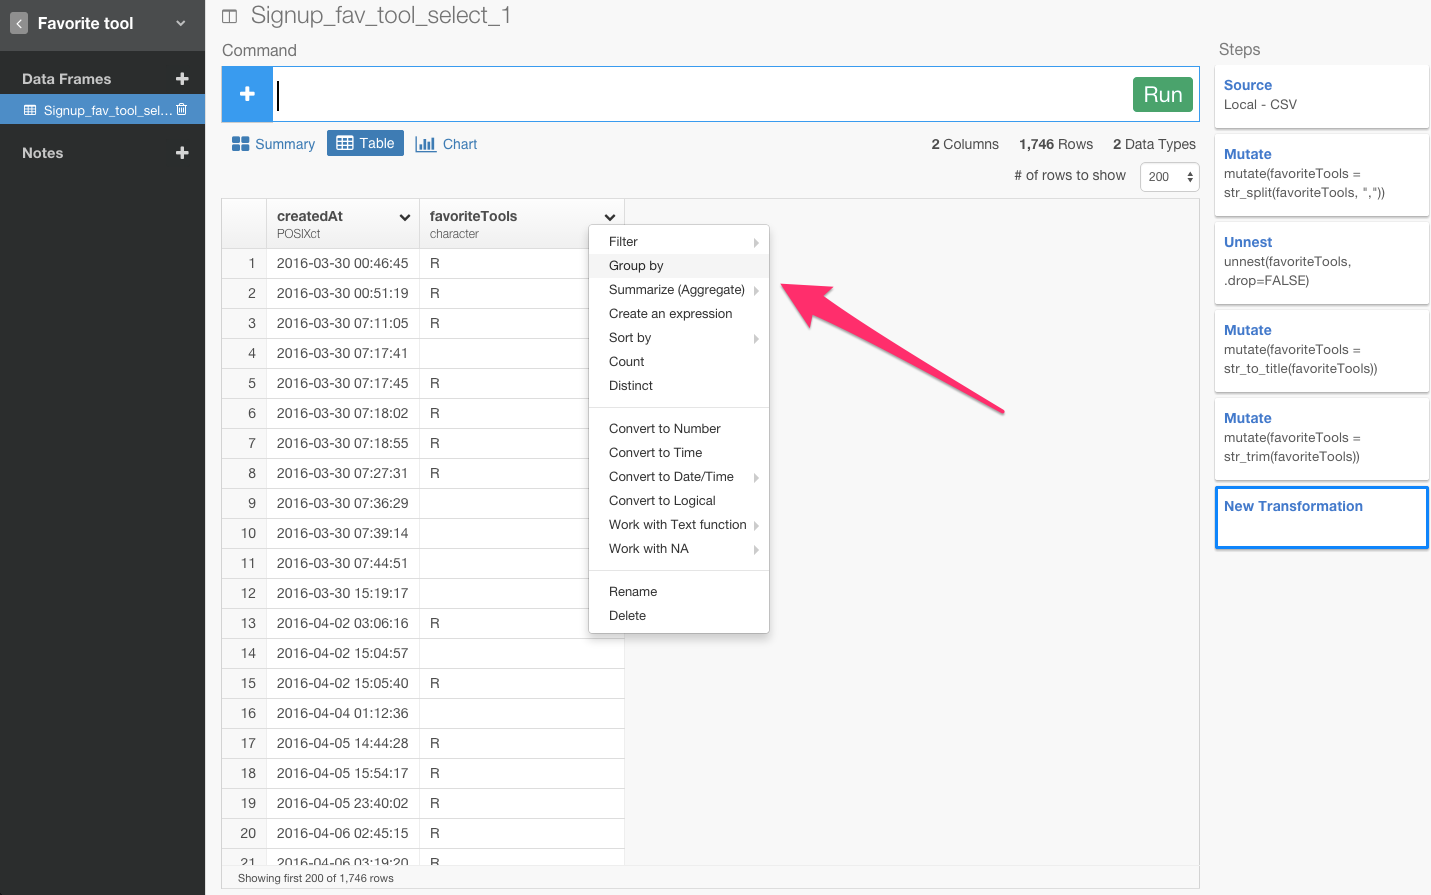 Favorite tool
Data Frames
Signup_fav_tool_sel...
Notes
Signup_fav_tool_select_1
Command
Run
Summary
Table
Chart
2 Columns 1,746 Rows 2 Data Types
# of rows to show 200
createdAt favoriteTools
POSIXct character
1 2016-03-30 00:46:45 R
2 2016-03-30 00:51:19 R
3 2016-03-30 07:11:05 R
4 2016-03-30 07:17:41
5 2016-03-30 07:17:45 R
6 2016-03-30 07:18:02 R
7 2016-03-30 07:18:55 R
8 2016-03-30 07:27:31 R
9 2016-03-30 07:36:29
10 2016-03-30 07:39:14
11 2016-03-30 07:44:51
12 2016-03-30 15:19:17
13 2016-04-02 03:06:16 R
14 2016-04-02 15:04:57
15 2016-04-02 15:05:40 R
16 2016-04-04 01:12:36
17 2016-04-05 14:44:28 R
18 2016-04-05 15:54:17 R
19 2016-04-05 23:40:02 R
20 2016-04-06 02:45:15 R
21 2016-04-06 03:19:20 R
Showing first 200 of 1,746 rows
Filter
Group by
Summarize (Aggregate)
Create an expression
Sort by
Count
Distinct
Convert to Number
Convert to Time
Convert to Date/Time
Convert to Logical
Work with Text function
Work with NA
Rename
Delete
Steps
Source
Local - CSV
Mutate
mutate(favoriteTools =
str_split(favoriteTools, ","))
Unnest
unnest(favoriteTools,
.drop=FALSE)
Mutate
mutate(favoriteTools =
str_to_title(favoriteTools))
Mutate
mutate(favoriteTools =
str_trim(favoriteTools))
New Transformation